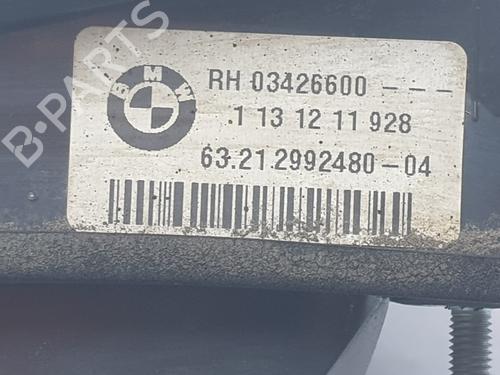 BMW
RH 03426600 - - -
1 13 12 11 928
63.21 2992480-04
B-PARTS